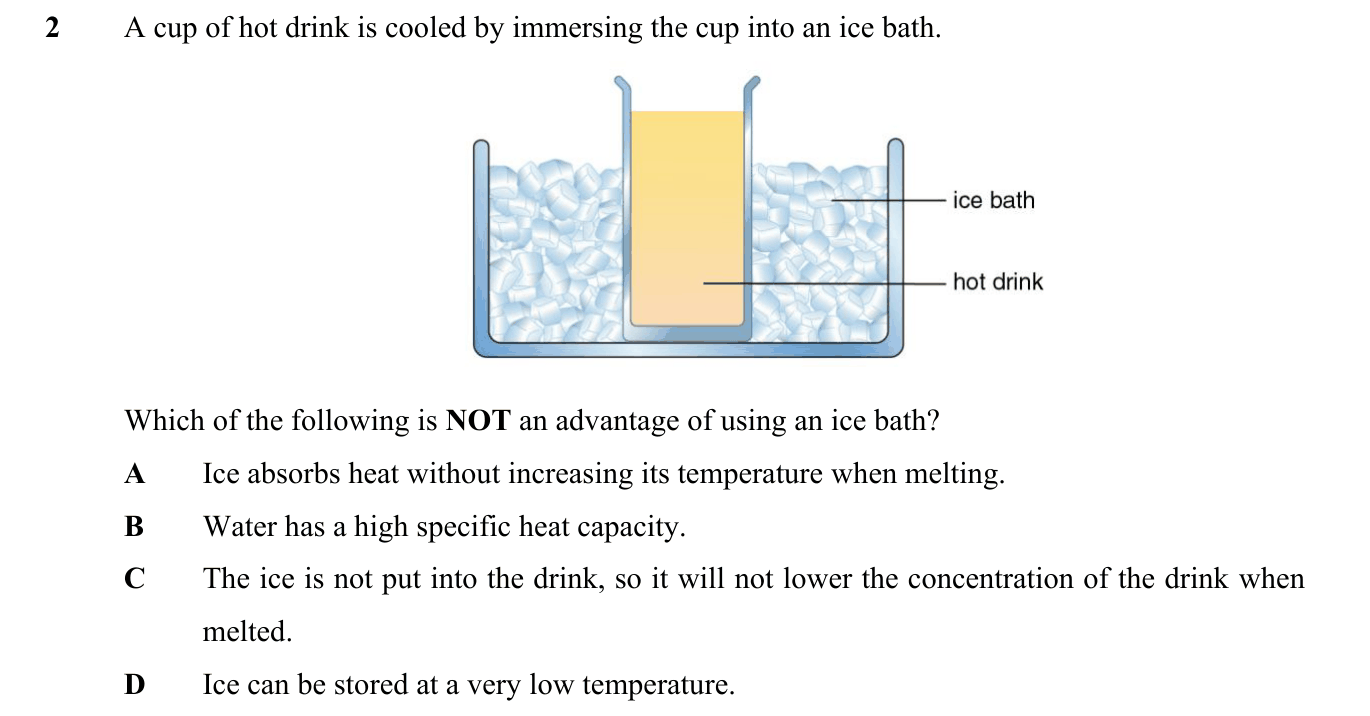 2 A cup of hot drink is cooled by immersing the cup into an ice bath.
ice bath
hot drink
Which of the following is NOT an advantage of using an ice bath?
A Ice absorbs heat without increasing its temperature when melting.
B Water has a high specific heat capacity.
C The ice is not put into the drink, so it will not lower the concentration of the drink when
melted.
D Ice can be stored at a very low temperature.